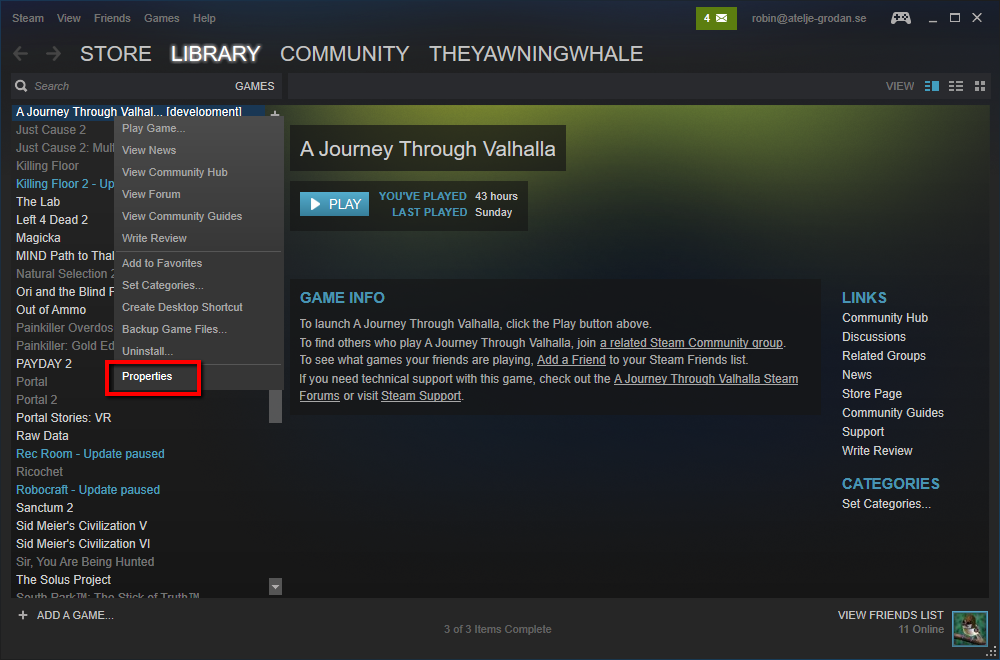 Steam View Friends Games Help
4
robin@atelje-grodan.se
STORE LIBRARY COMMUNITY THEYAWNINGWHALE
Search GAMES
VIEW
A Journey Through Valhal... [development]
Just Cause 2
Just Cause 2: Mult
Killing Floor
Killing Floor 2 - Up
The Lab
Left 4 Dead 2
Magicka
MIND Path to Thal
Natural Selection 2
Ori and the Blind F
Out of Ammo
Painkiller Overdos
Painkiller: Gold Ed
PAYDAY 2
Portal
Portal 2
Portal Stories: VR
Raw Data
Rec Room - Update paused
Ricochet
Robocraft - Update paused
Sanctum 2
Sid Meier's Civilization V
Sid Meier's Civilization VI
Sir, You Are Being Hunted
The Solus Project
South Park™: The Stick of Truth™
Play Game...
View News
View Community Hub
View Forum
View Community Guides
Write Review
Add to Favorites
Set Categories...
Create Desktop Shortcut
Backup Game Files...
Uninstall...
Properties
A Journey Through Valhalla
PLAY
YOU'VE PLAYED 43 hours
LAST PLAYED Sunday
GAME INFO
To launch A Journey Through Valhalla, click the Play button above.
To find others who play A Journey Through Valhalla, join a related Steam Community group.
To see what games your friends are playing, Add a Friend to your Steam Friends list.
If you need technical support with this game, check out the A Journey Through Valhalla Steam
Forums or visit Steam Support.
LINKS
Community Hub
Discussions
Related Groups
News
Store Page
Community Guides
Support
Write Review
CATEGORIES
Set Categories...
+ ADD A GAME...
3 of 3 Items Complete
VIEW FRIENDS LIST
11 Online